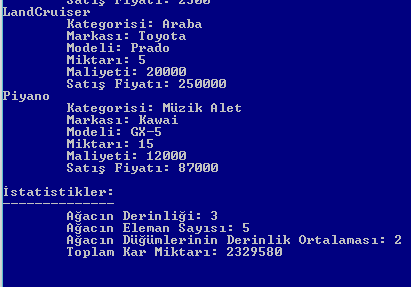 Satış Fiyatı: 2500
LandCruiser
Kategorisi: Araba
Markası: Toyota
Modeli: Prado
Miktarı: 5
Maliyeti: 20000
Satış Fiyatı: 250000
Piyano
Kategorisi: Müzik Alet
Markası: Kawai
Modeli: GX-5
Miktarı: 15
Maliyeti: 12000
Satış Fiyatı: 87000
İstatistikler:
--------------
Ağacın Derinliği: 3
Ağacın Eleman Sayısı: 5
Ağacın Düğümlerinin Derinlik Ortalaması: 2
Toplam Kar Miktarı: 2329580